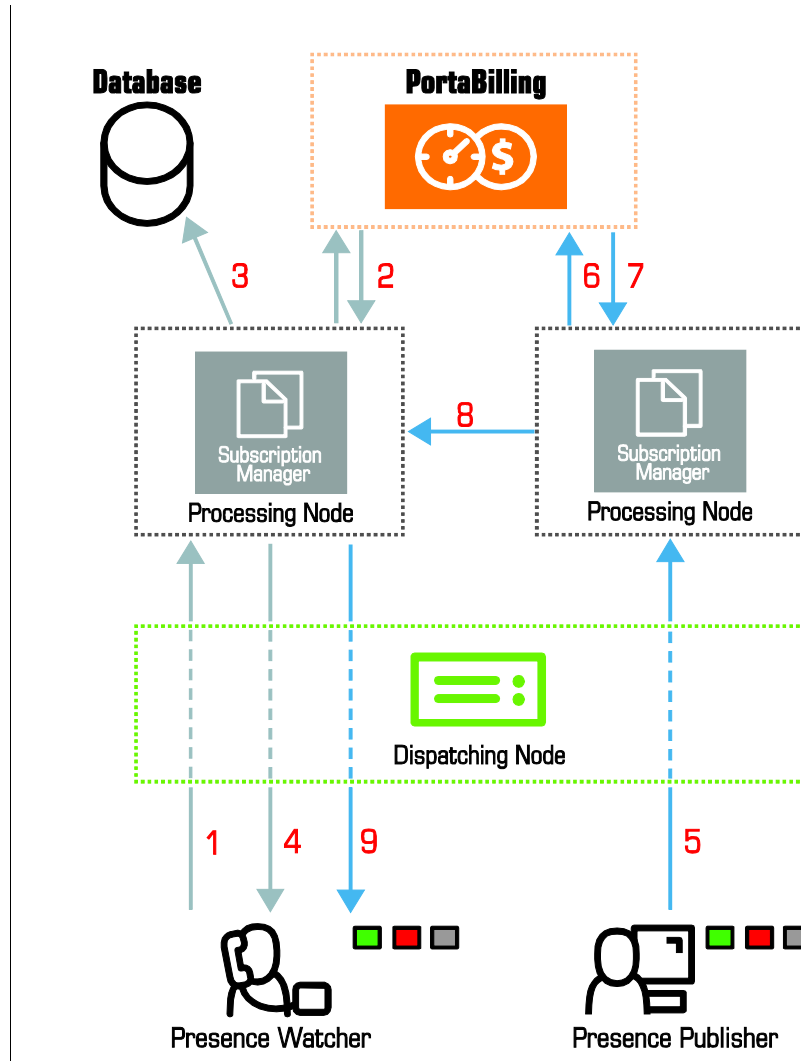 Database
PortaBilling
$
3
2
6
7
8
Subscription
Manager
Processing Node
Subscription
Manager
Processing Node
Dispatching Node
1
4
9
5
Presence Watcher
Presence Publisher